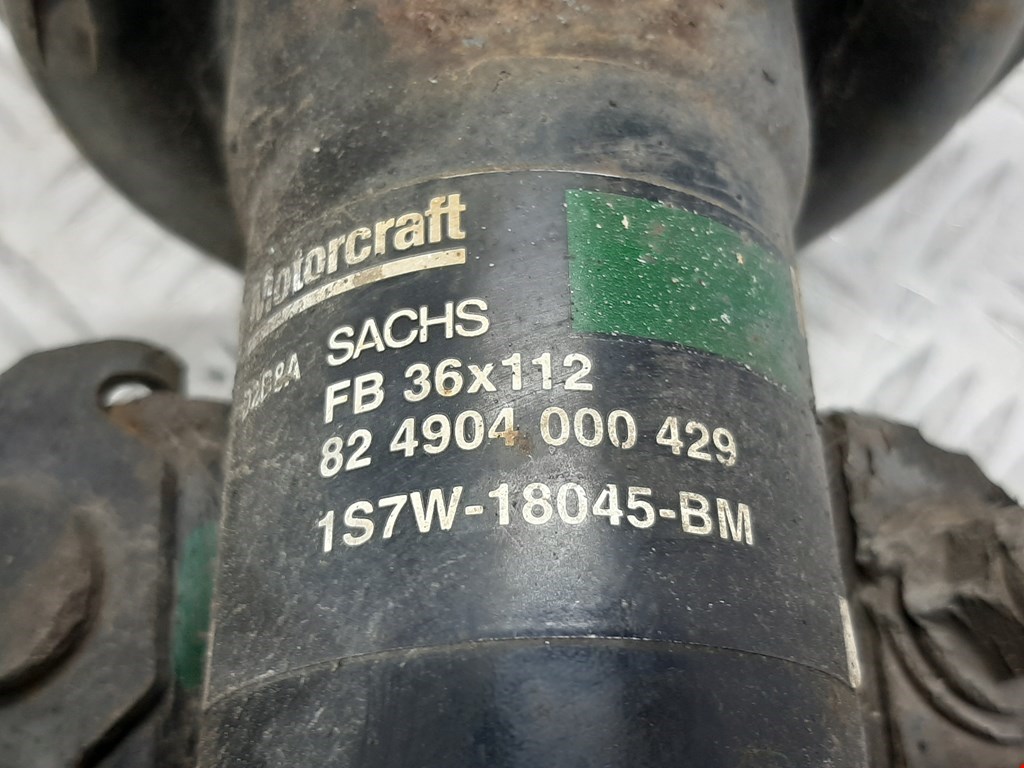 Motorcraft
SACHS
FB 36x112
82 4904 000 429
1S7W-18045-BM